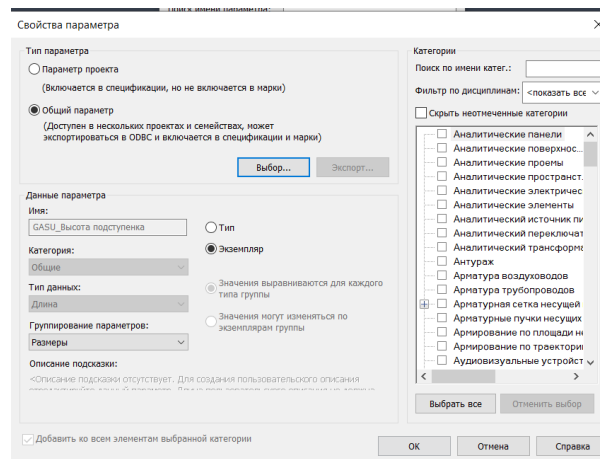 Поиск имени параметра:
Свойства параметра
Тип параметра
Параметр проекта
(Включается в спецификации, но не включается в марки)
Общий параметр
(Доступен в нескольких проектах и семействах, может
экспортироваться в ODBC и включается в спецификации и марки)
Выбор...
Экспорт...
Данные параметра
Имя:
GASU_Высота подступенка
Категория:
Общие
Тип данных:
Длина
Группирование параметров:
Размеры
Описание подсказки:
<Описание подсказки отсутствует. Для создания пользовательского описания
Тип
Экземпляр
Значения выравниваются для каждого
типа группы
Значения могут изменяться по
экземплярам группы
Добавить ко всем элементам выбранной категории
Категории
Поиск по имени катег.:
Фильтр по дисциплинам:
<показать все
Скрыть неотмеченные категории
Аналитические панели
Аналитические поверхнос...
Аналитические проемы
Аналитические пространст.
Аналитические электричес
Аналитические элементы
Аналитический источник пи
Аналитический переключат
Аналитический трансформа
Антураж
Арматура воздуховодов
Арматура трубопроводов
Арматурная сетка несущей
Арматурные пучки несущих
Армирование по площади не
Армирование по траектории
Аудиовизуальные устройст
Выбрать все
Отменить выбор
ОК
Отмена
Справка